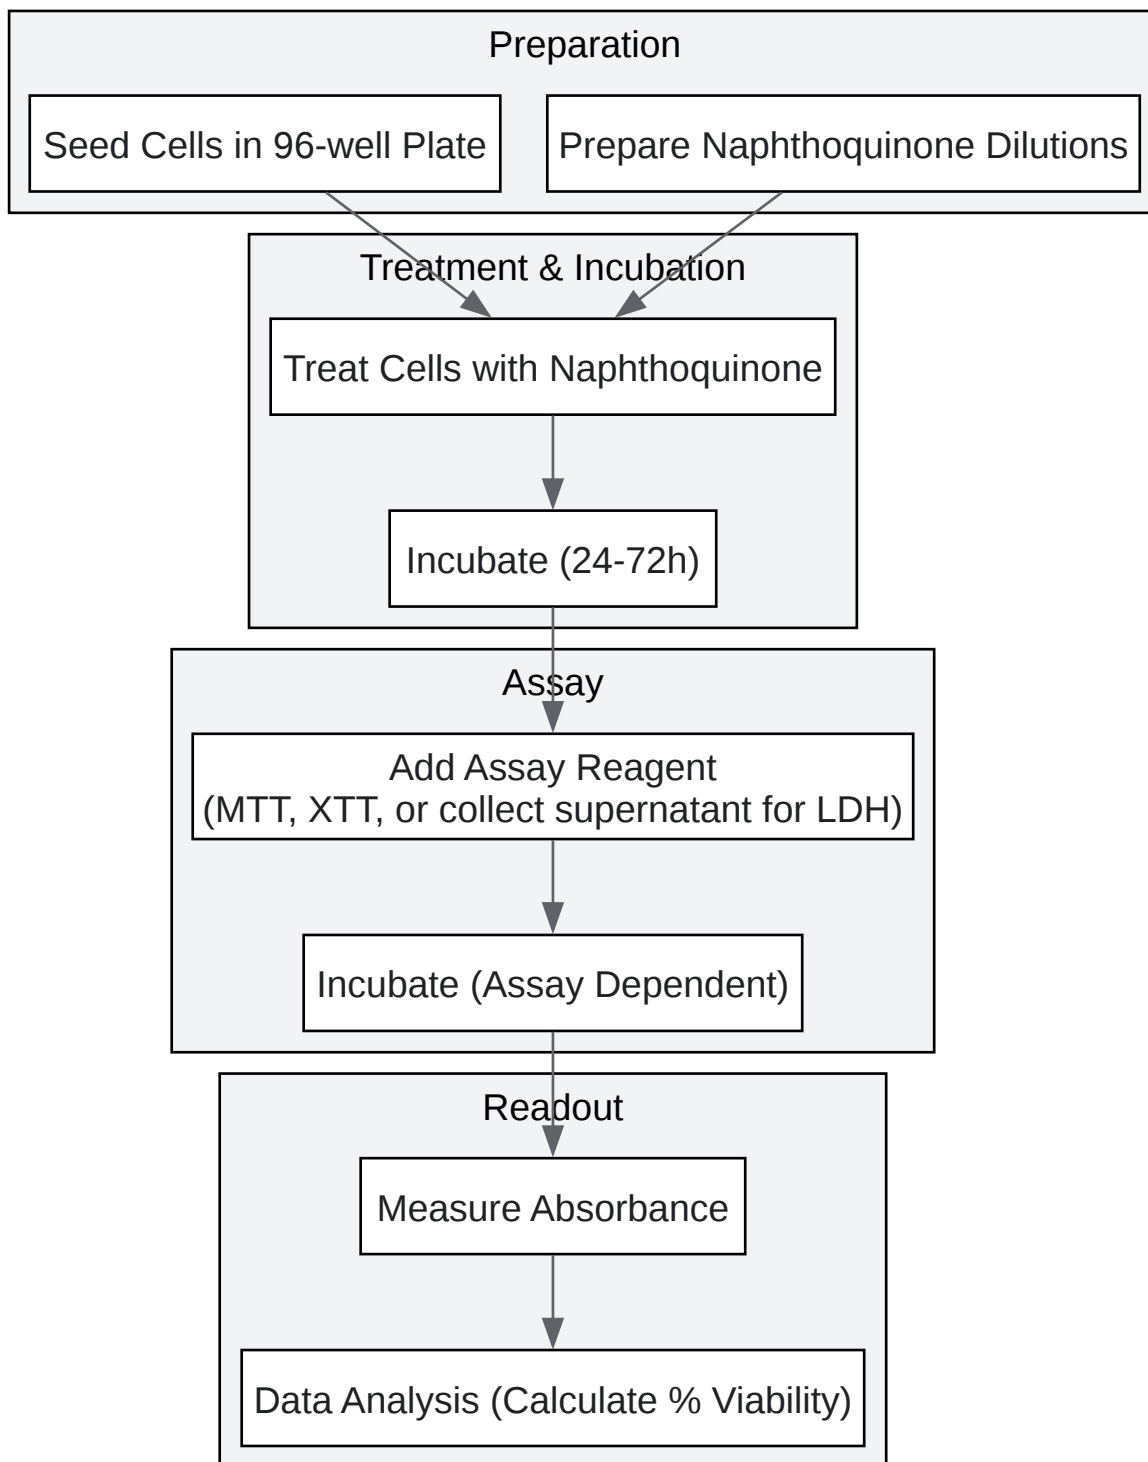 Preparation
Seed Cells in 96-well Plate
Prepare Naphthoquinone Dilutions
Treatment & Incubation
Treat Cells with Naphthoquinone
Incubate (24-72h)
Assay
Add Assay Reagent
(MTT, XTT, or collect supernatant for LDH)
Incubate (Assay Dependent)
Readout
Measure Absorbance
Data Analysis (Calculate % Viability)